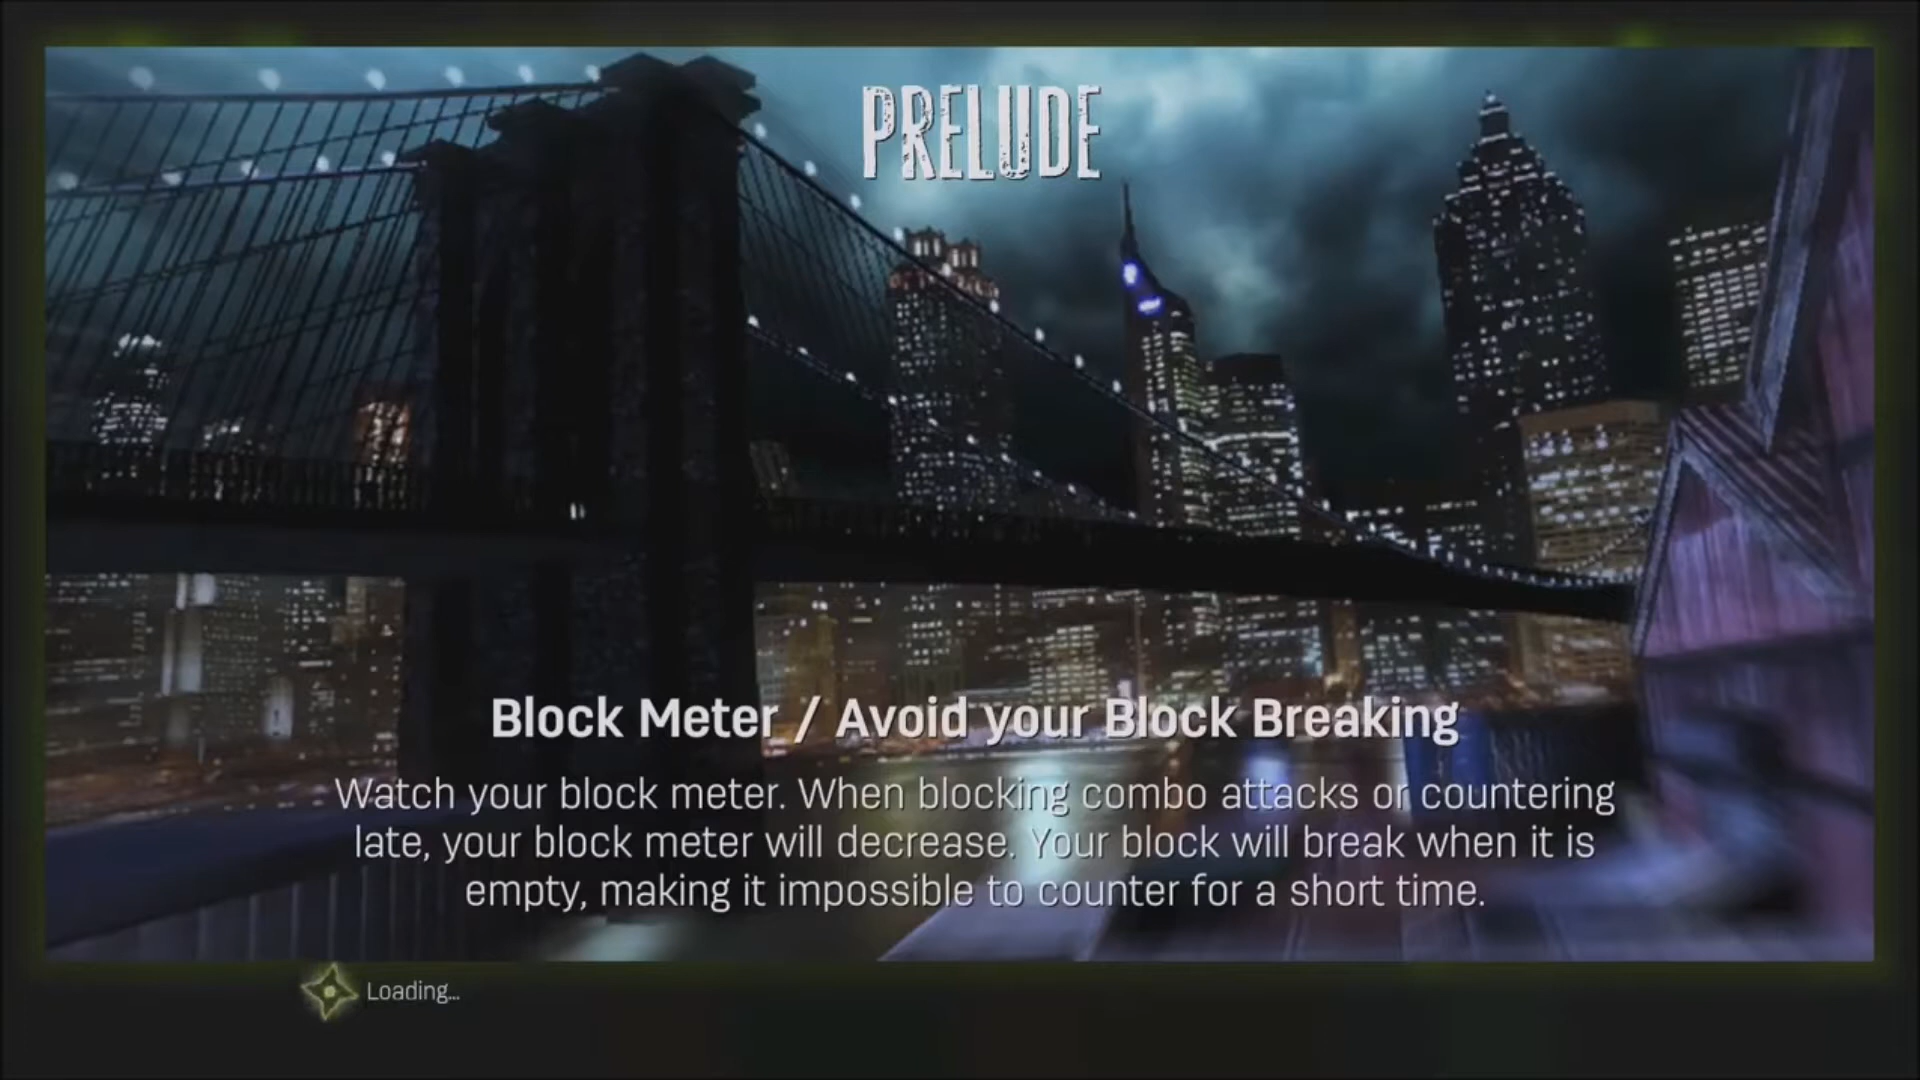 PRELUDE
Block Meter / Avoid your Block Breaking
Watch your block meter. When blocking combo attacks or countering
late, your block meter will decrease. Your block will break when it is
empty, making it impossible to counter for a short time.
Loading...